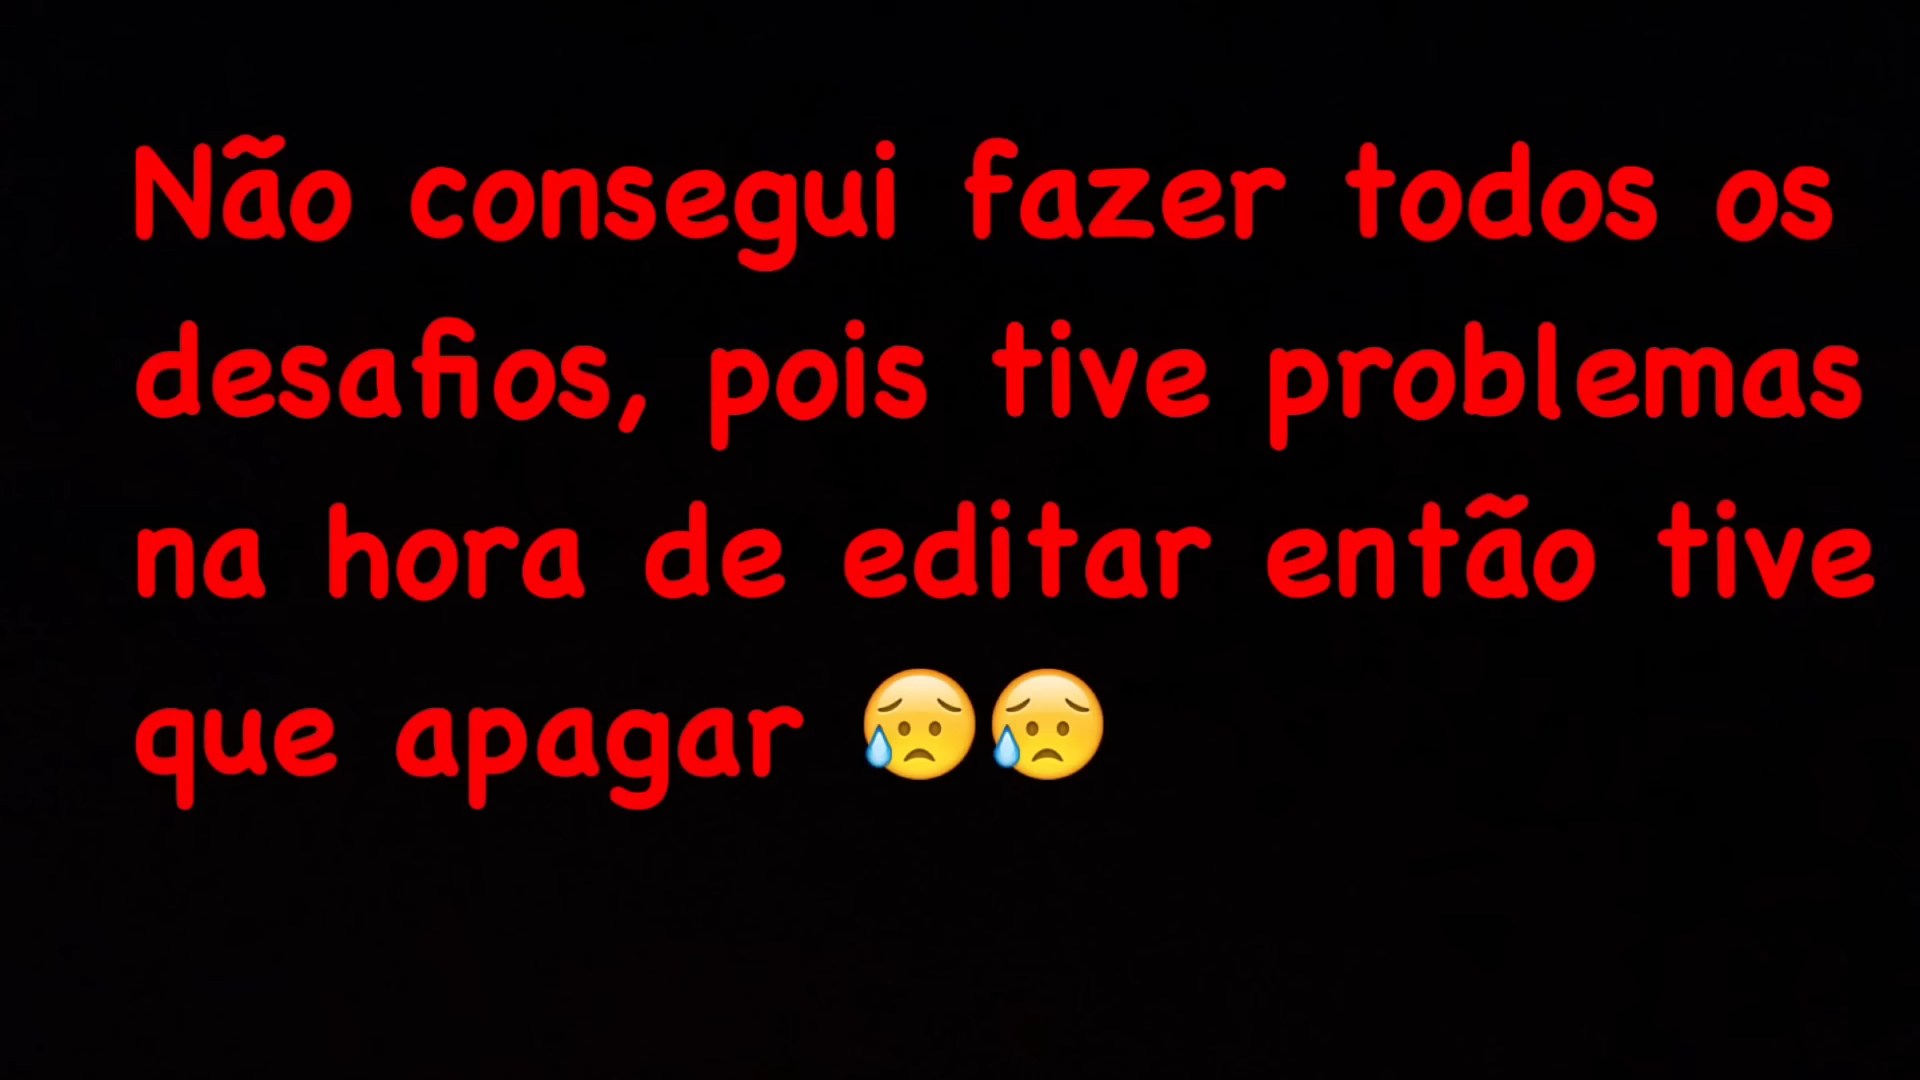 Não consegui fazer todos os
desafios, pois tive problemas
na hora de editar então tive
que apagar 😥😥